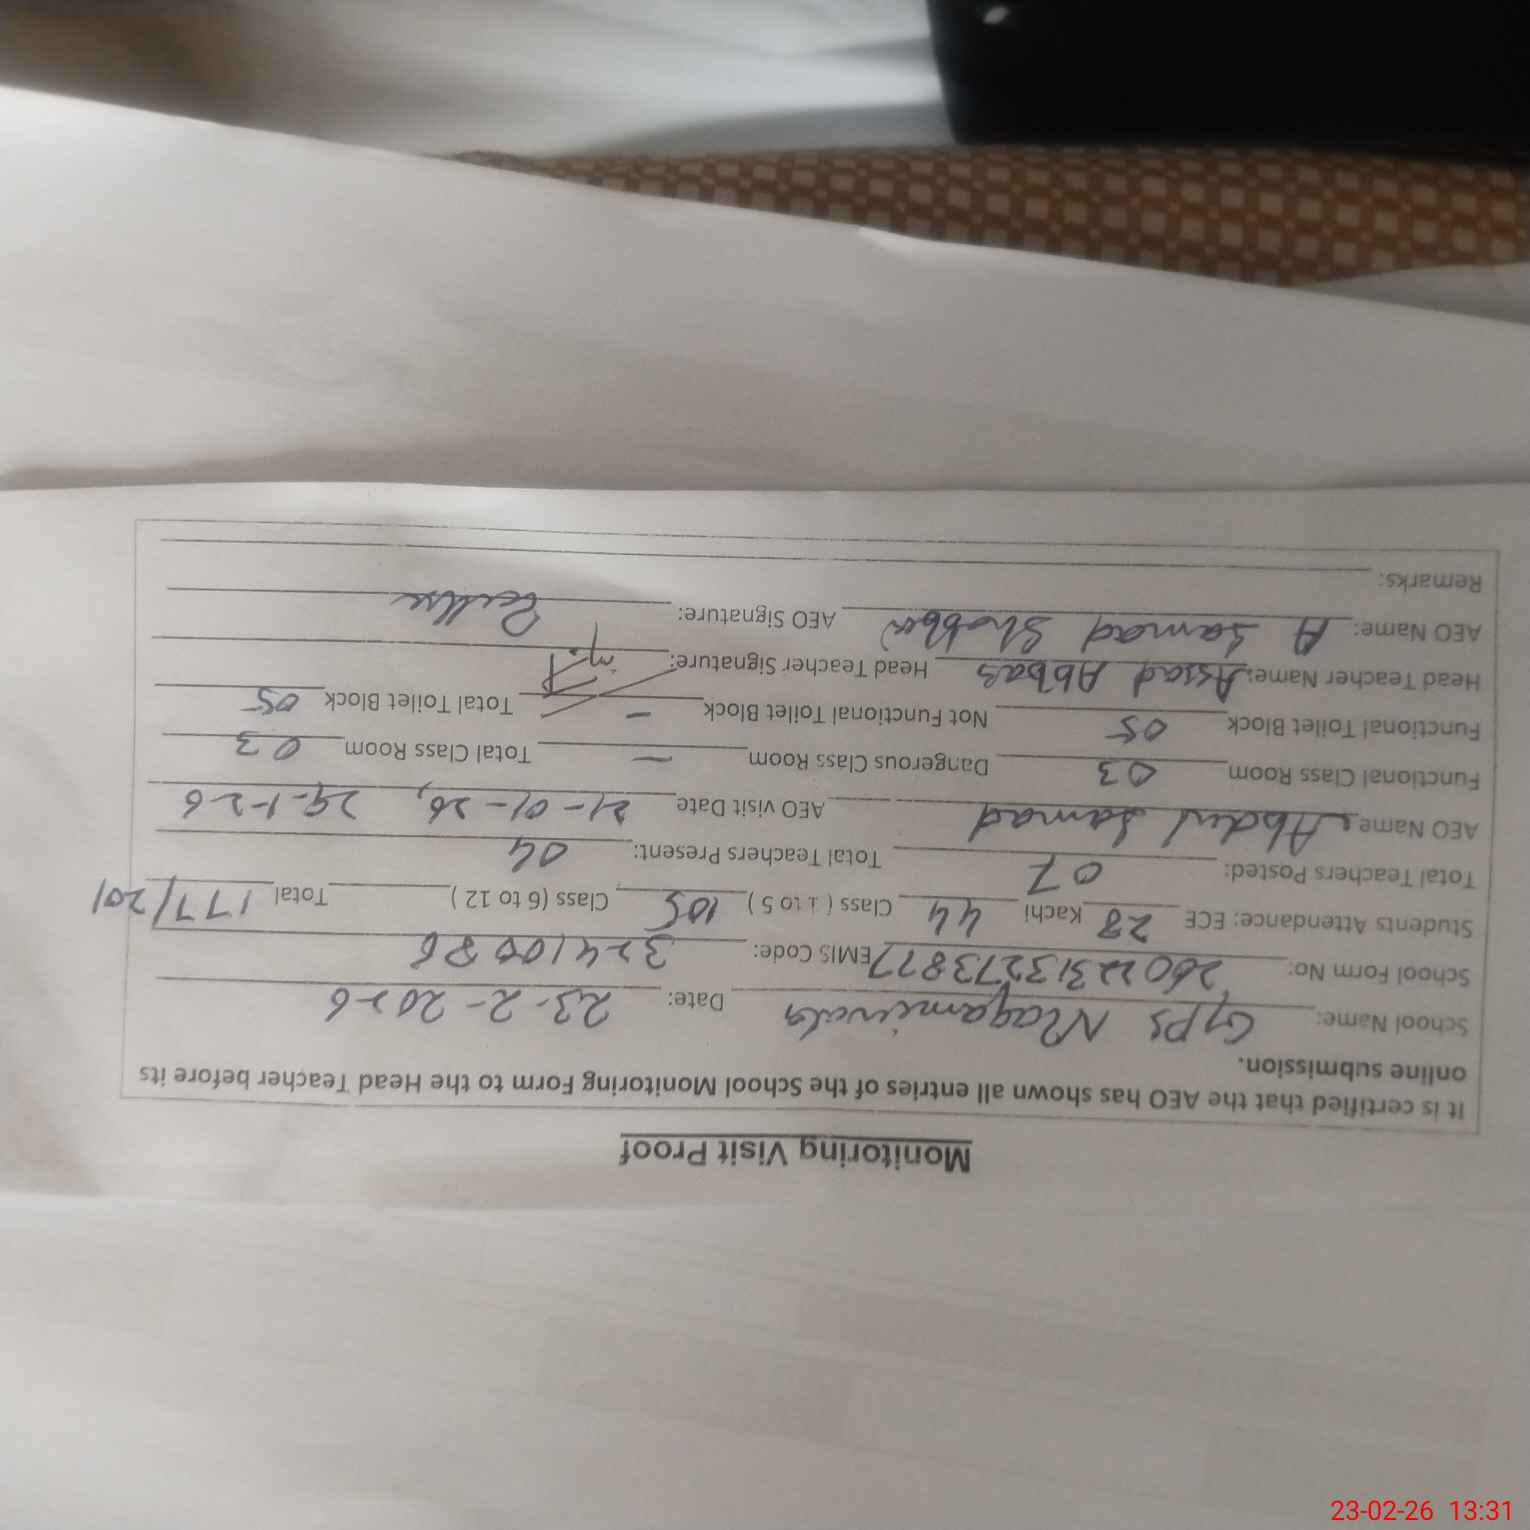 Monitoring Visit Proof
It is certified that the AEO has shown all entries of the School Monitoring Form to the Head Teacher before its
online submission.
School Name: GPS Date: 23-2-2026
School Form No: 2602231327387 EMIS Code: 32410086
Students Attendance: ECE 28 Kachi 44 Class (1 to 5) 105 Class (6 to 12) Total 177/201
Total Teachers Posted: 07 Total Teachers Present: 04
AEO Name Abdul Samad AEO visit Date 21-01-26, 29-1-26
Functional Class Room 03 Dangerous Class Room - Total Class Room 03
Functional Toilet Block 05 Not Functional Toilet Block - Total Toilet Block 05
Head Teacher Name: Assad Abbas Head Teacher Signature:
AEO Name: A Samad AEO Signature:
Remarks:
23-02-26 13:31